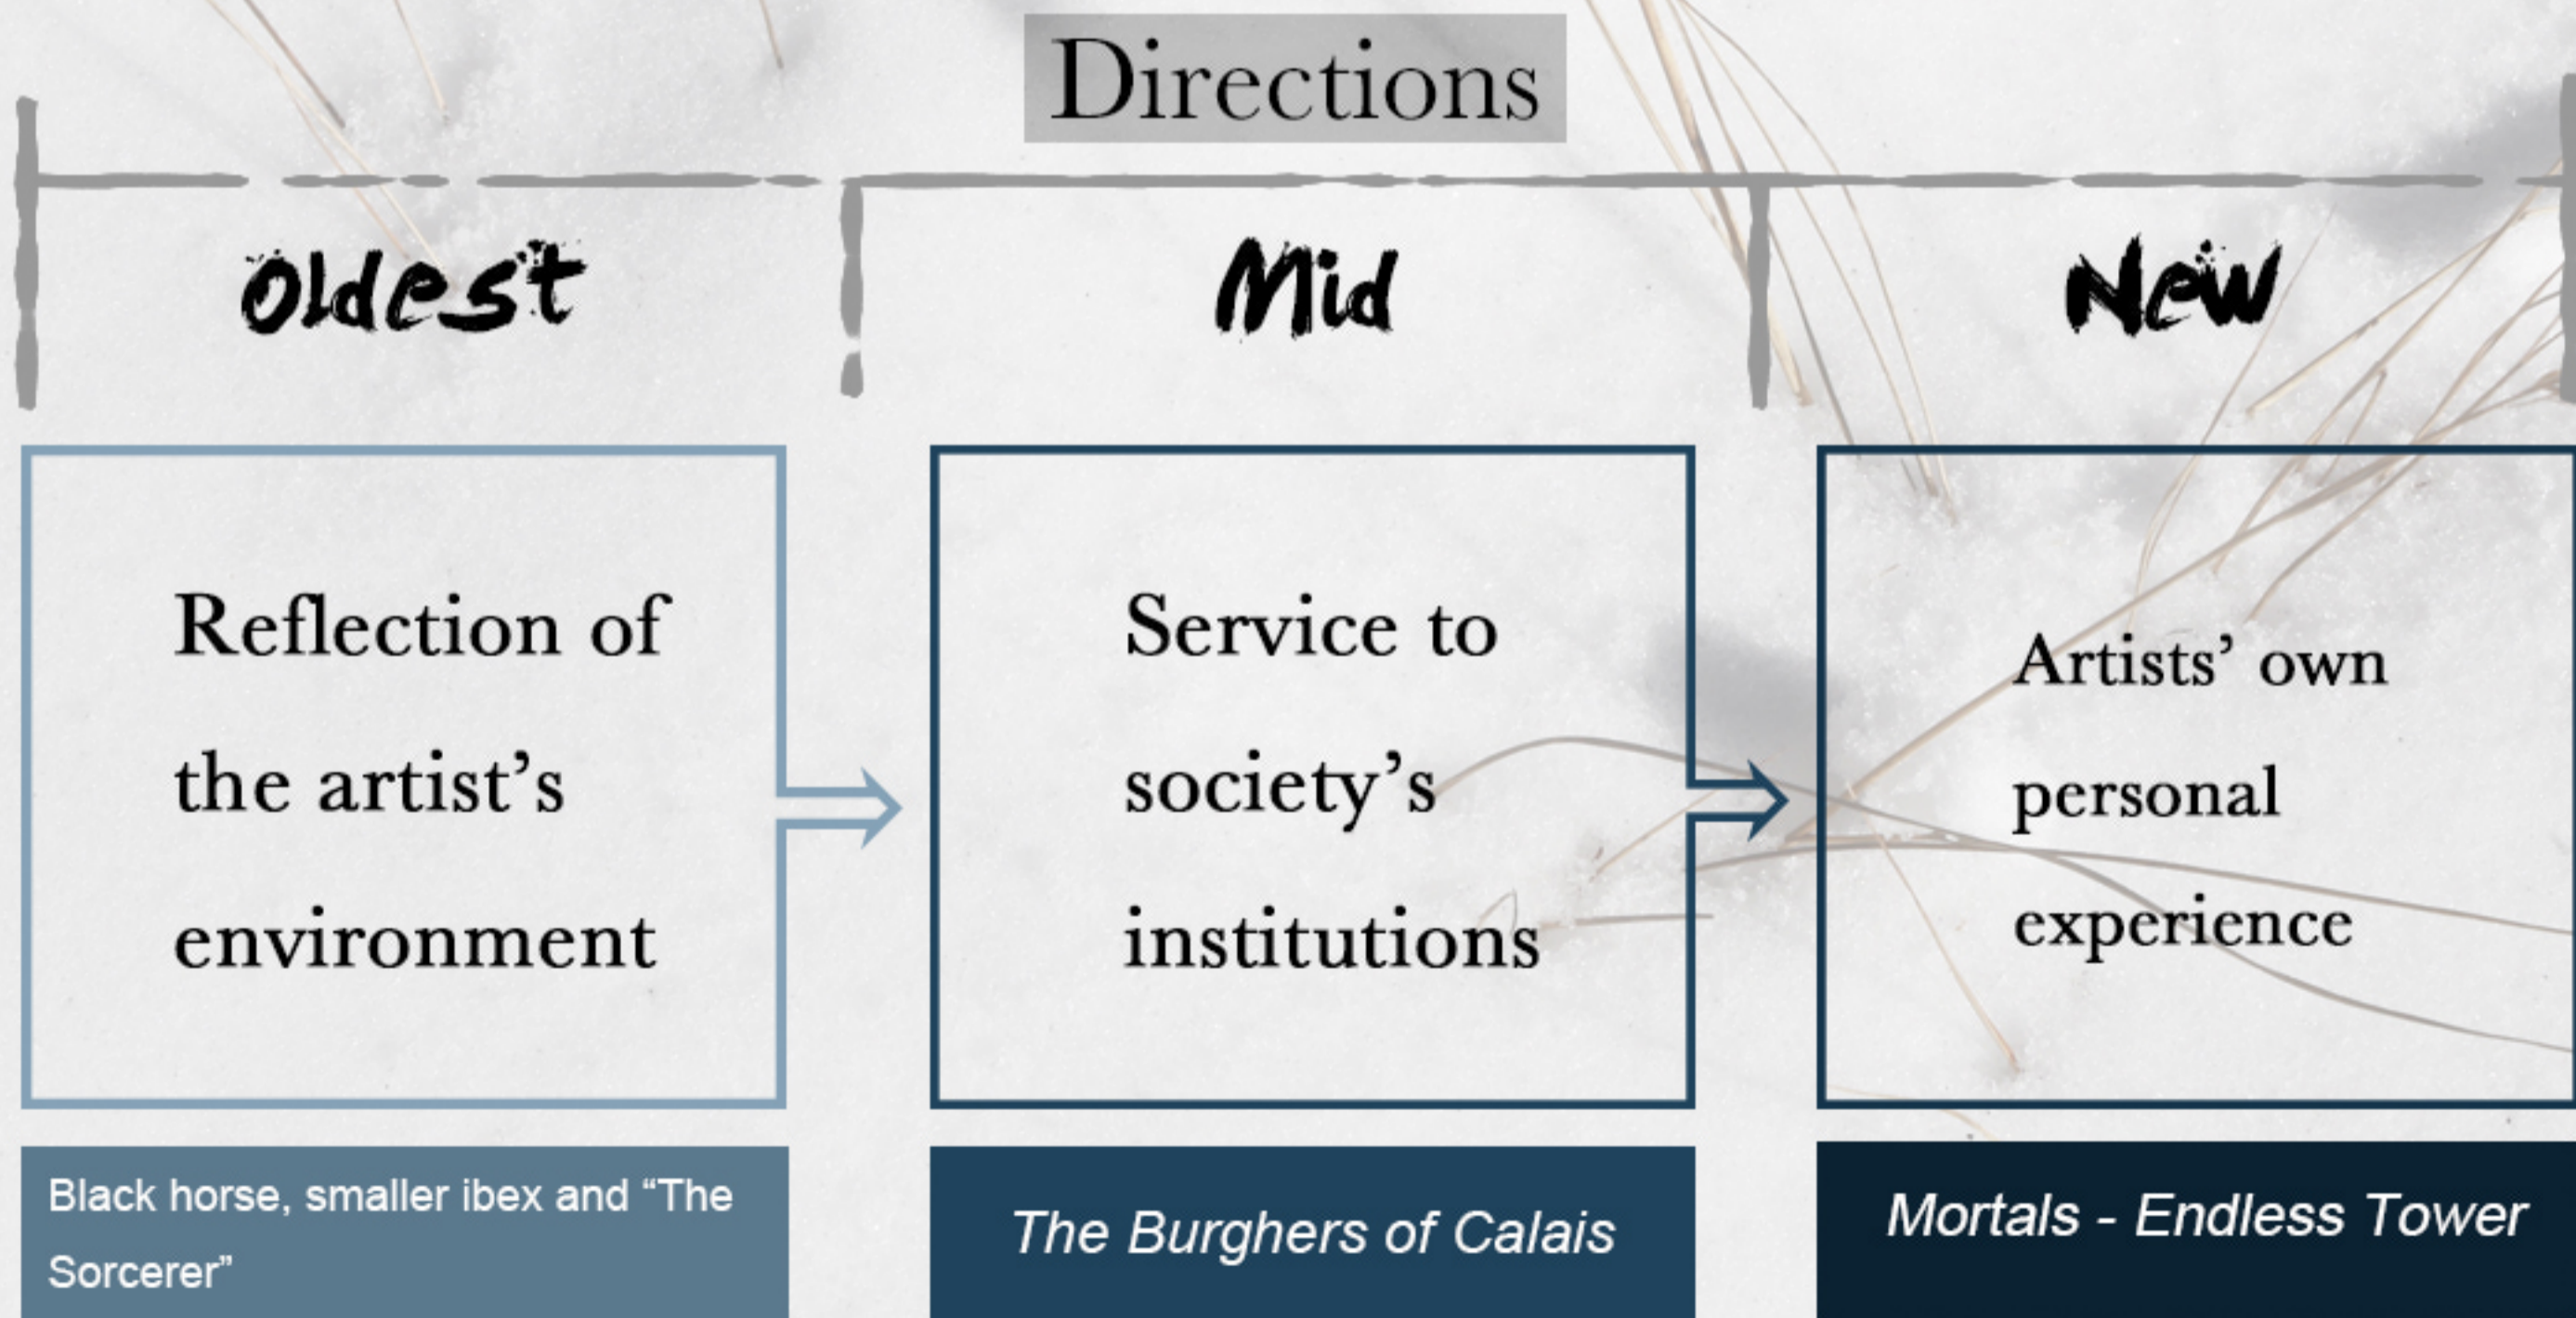 Directions
Oldest
Mid
New
Reflection of
the artist’s
environment
Service to
society’s
institutions
Artists’ own
personal
experience
Black horse, smaller ibex and “The
Sorcerer”
The Burghers of Calais
Mortals - Endless Tower